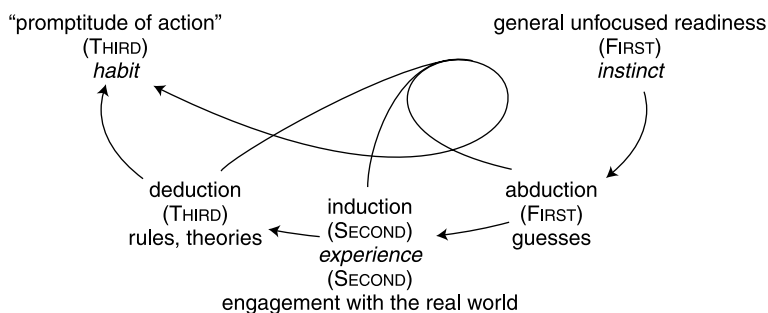 “promptitude of action”
(THIRD)
habit
general unfocused readiness
(FIRST)
instinct
deduction
(THIRD)
rules, theories
induction
(SECOND)
experience
(SECOND)
engagement with the real world
abduction
(FIRST)
guesses